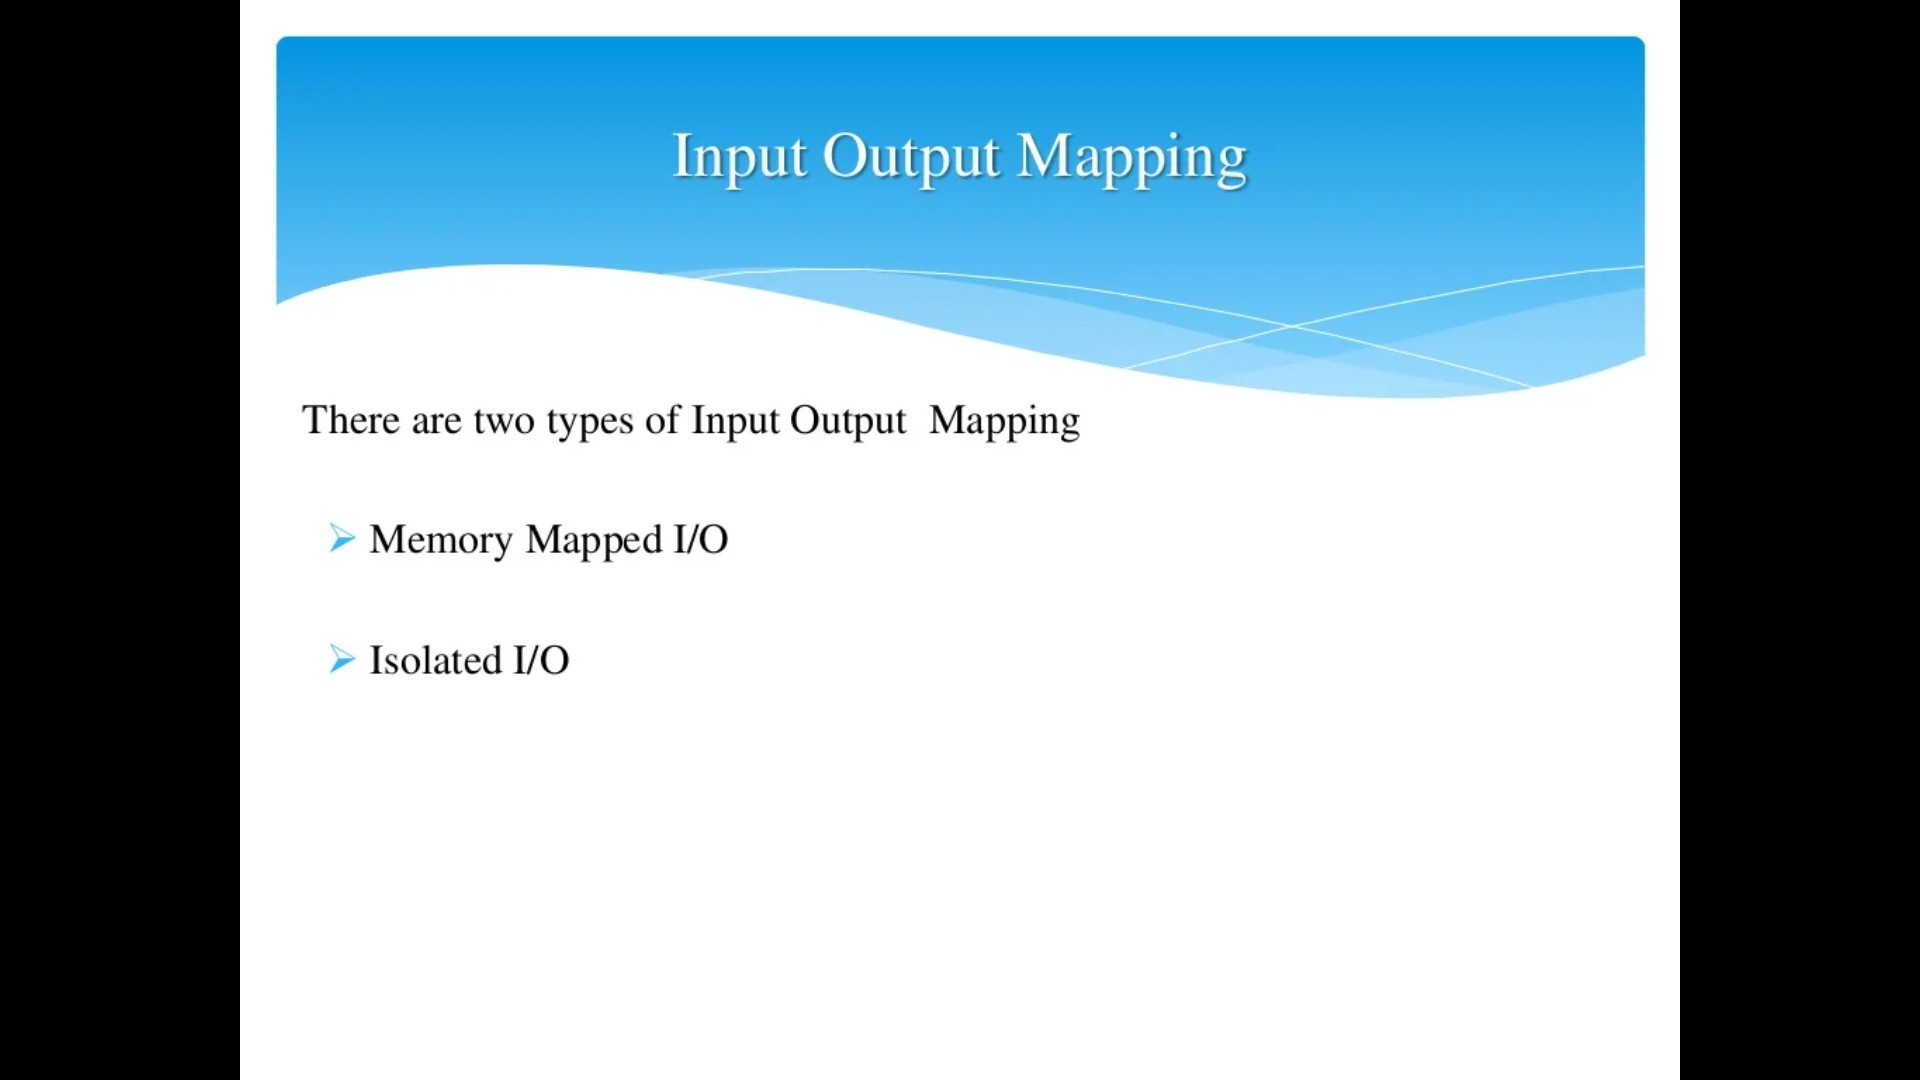 Input Output Mapping
There are two types of Input Output  Mapping
Memory Mapped I/O
Isolated I/O